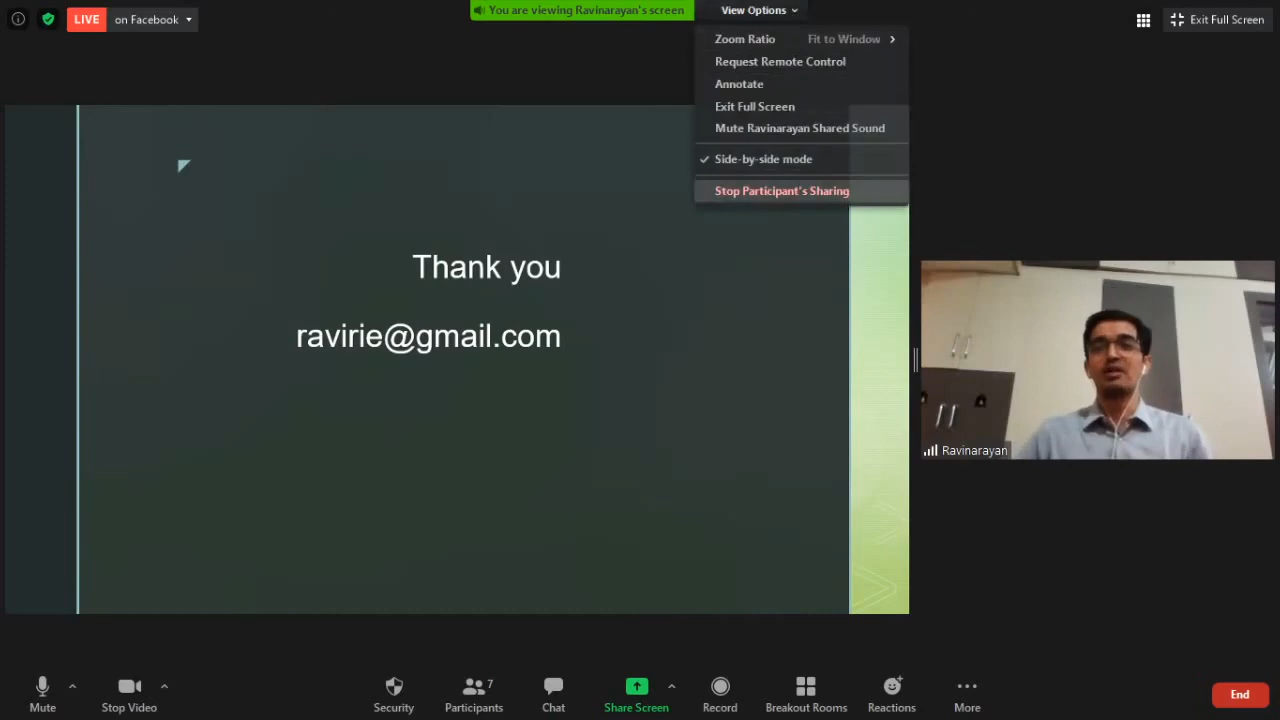 LIVE on Facebook
You are viewing Ravinarayan's screen
View Options
Exit Full Screen
Zoom Ratio Fit to Window
Request Remote Control
Annotate
Exit Full Screen
Mute Ravinarayan Shared Sound
Side-by-side mode
Stop Participant's Sharing
Thank you
ravirie@gmail.com
Ravinarayan
Mute
Stop Video
Security
Participants 7
Chat
Share Screen
Record
Breakout Rooms
Reactions
More
End